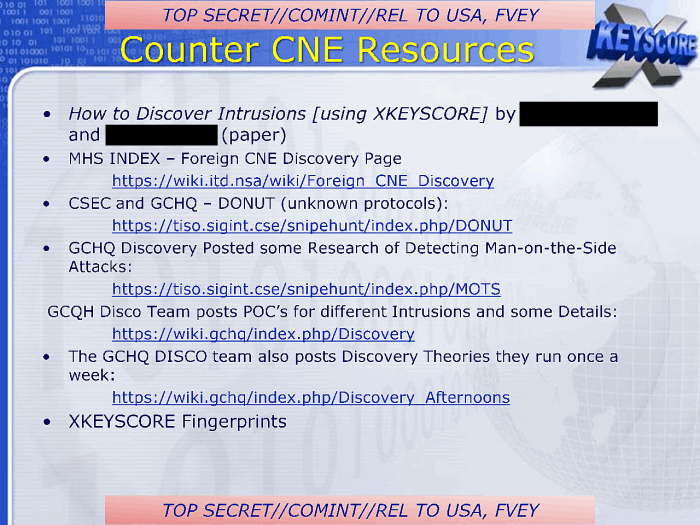 TOP SECRET//COMINT//REL TO USA, FVEY
Counter CNE Resources
KEYSCORE
• How to Discover Intrusions [using XKEYSCORE] by
and (paper)
• MHS INDEX – Foreign CNE Discovery Page
https://wiki.itd.nsa/wiki/Foreign_CNE_Discovery
• CSEC and GCHQ – DONUT (unknown protocols):
https://tiso.sigint.cse/snipehunt/index.php/DONUT
• GCHQ Discovery Posted some Research of Detecting Man-on-the-Side
Attacks:
https://tiso.sigint.cse/snipehunt/index.php/MOTS
GCQH Disco Team posts POC's for different Intrusions and some Details:
https://wiki.gchq/index.php/Discovery
• The GCHQ DISCO team also posts Discovery Theories they run once a
week:
https://wiki.gchq/index.php/Discovery_Afternoons
• XKEYSCORE Fingerprints
TOP SECRET//COMINT//REL TO USA, FVEY